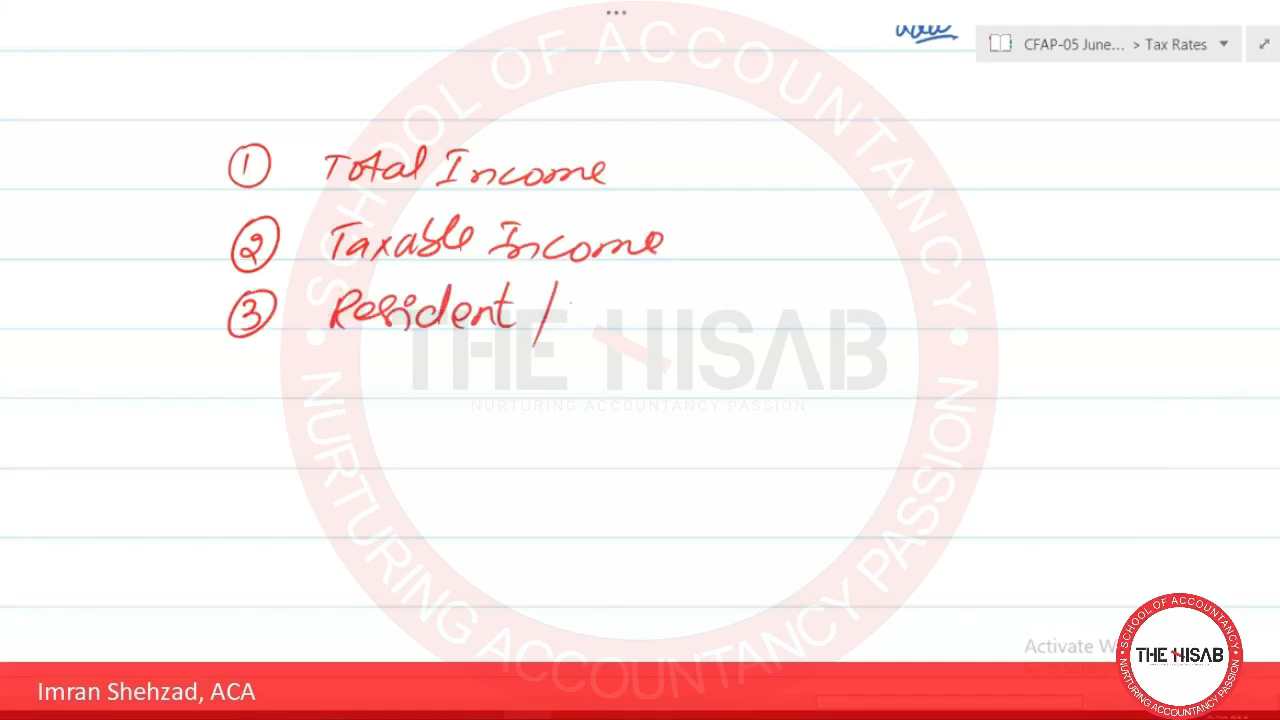 CFAP-05 June... > Tax Rates
① Total Income
② Taxable Income
③ Resident /
SCHOOL OF ACCOUNTANCY
THE HISAB
NURTURING ACCOUNTANCY PASSION
NURTURING ACCOUNTANCY PASSION
Activate W
SCHOOL OF ACCOUNTANCY
THE HISAB
NURTURING ACCOUNTANCY PASSION
Imran Shehzad, ACA